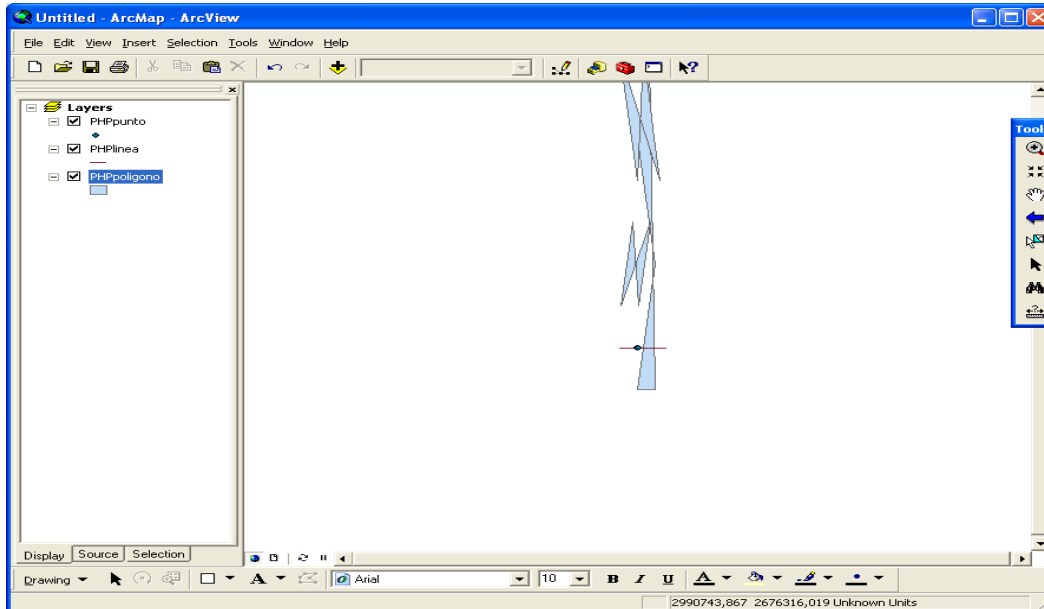 Untitled - ArcMap - ArcView
File Edit View Insert Selection Tools Window Help
Layers
PHPpunto
PHPlinea
PHPpoligono
Tool
Display Source Selection
Drawing A Arial 10 B I U A
2990743,867 2676316,019 Unknown Units